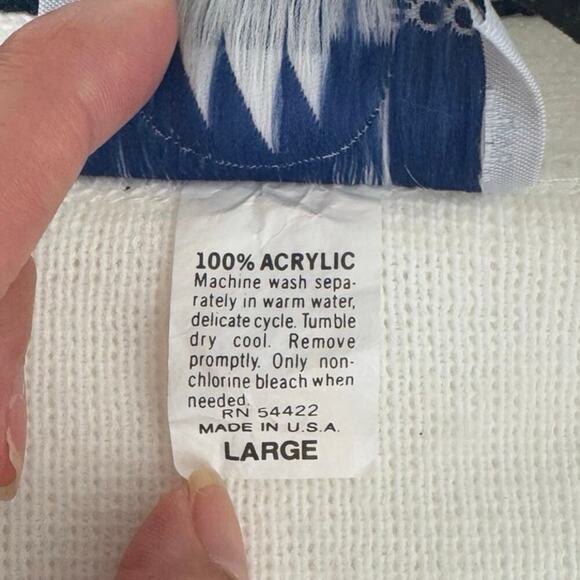 100% ACRYLIC
Machine wash sepa-
rately in warm water,
delicate cycle. Tumble
dry cool. Remove
promptly. Only non-
chlorine bleach when
needed.
RN 54422
MADE IN U.S.A.
LARGE